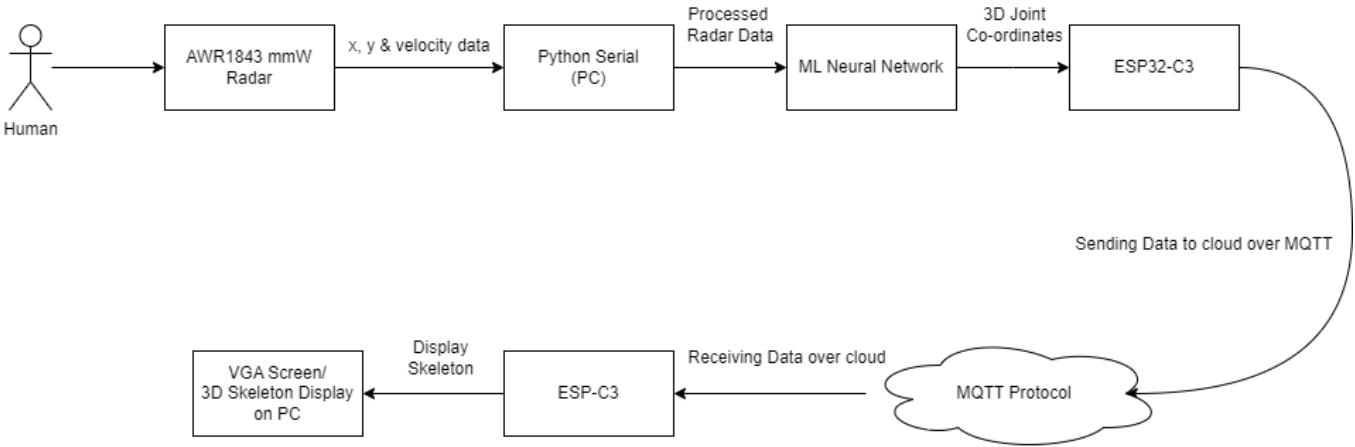 Human
AWR1843 mmW
Radar
x, y & velocity data
Python Serial
(PC)
Processed
Radar Data
ML Neural Network
3D Joint
Co-ordinates
ESP32-C3
Sending Data to cloud over MQTT
MQTT Protocol
Receiving Data over cloud
ESP-C3
Display
Skeleton
VGA Screen/
3D Skeleton Display
on PC